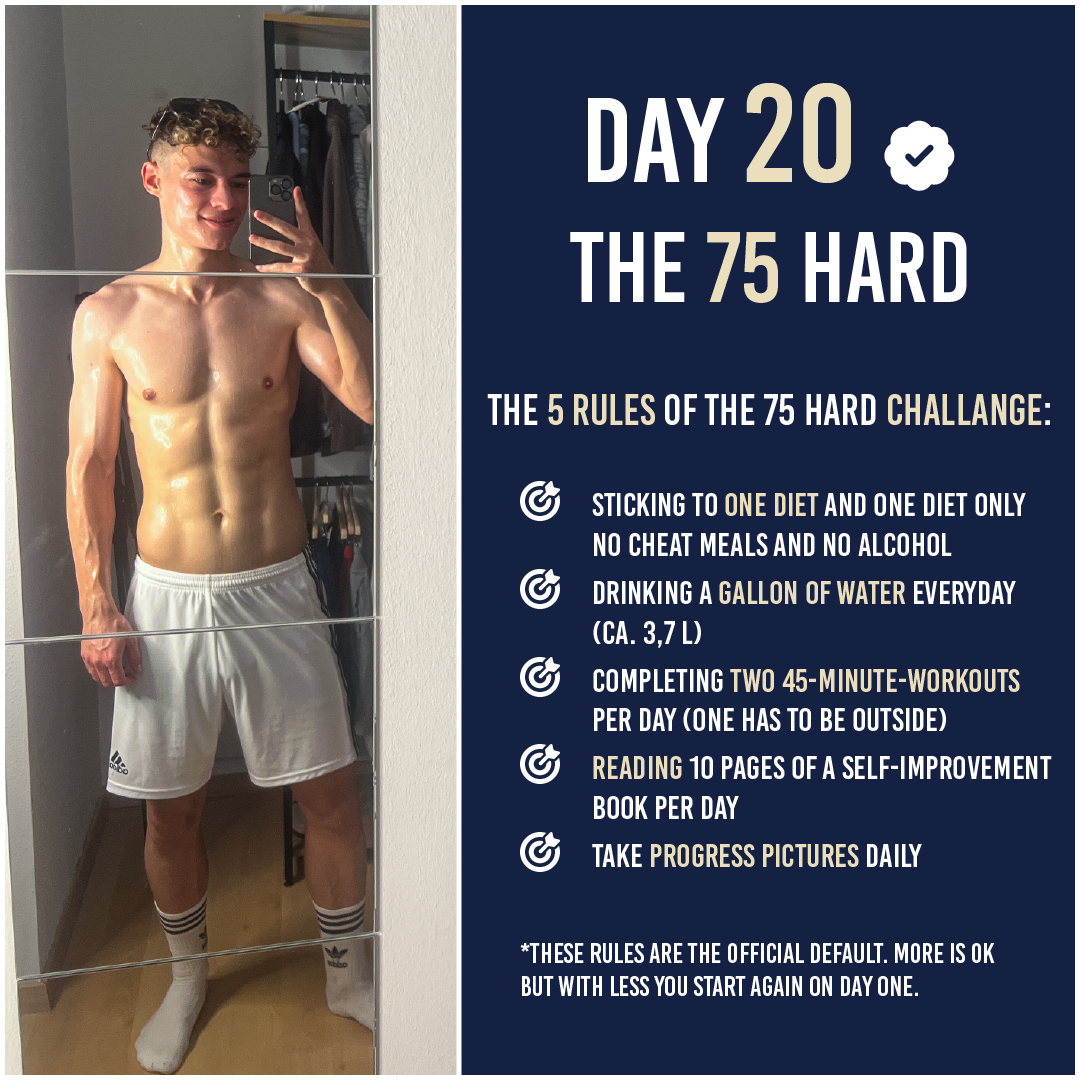 DAY 20
THE 75 HARD
THE 5 RULES OF THE 75 HARD CHALLANGE:
STICKING TO ONE DIET AND ONE DIET ONLY
NO CHEAT MEALS AND NO ALCOHOL
DRINKING A GALLON OF WATER EVERYDAY
(CA. 3,7 L)
COMPLETING TWO 45-MINUTE-WORKOUTS
PER DAY (ONE HAS TO BE OUTSIDE)
READING 10 PAGES OF A SELF-IMPROVEMENT
BOOK PER DAY
TAKE PROGRESS PICTURES DAILY
*THESE RULES ARE THE OFFICIAL DEFAULT. MORE IS OK
BUT WITH LESS YOU START AGAIN ON DAY ONE.